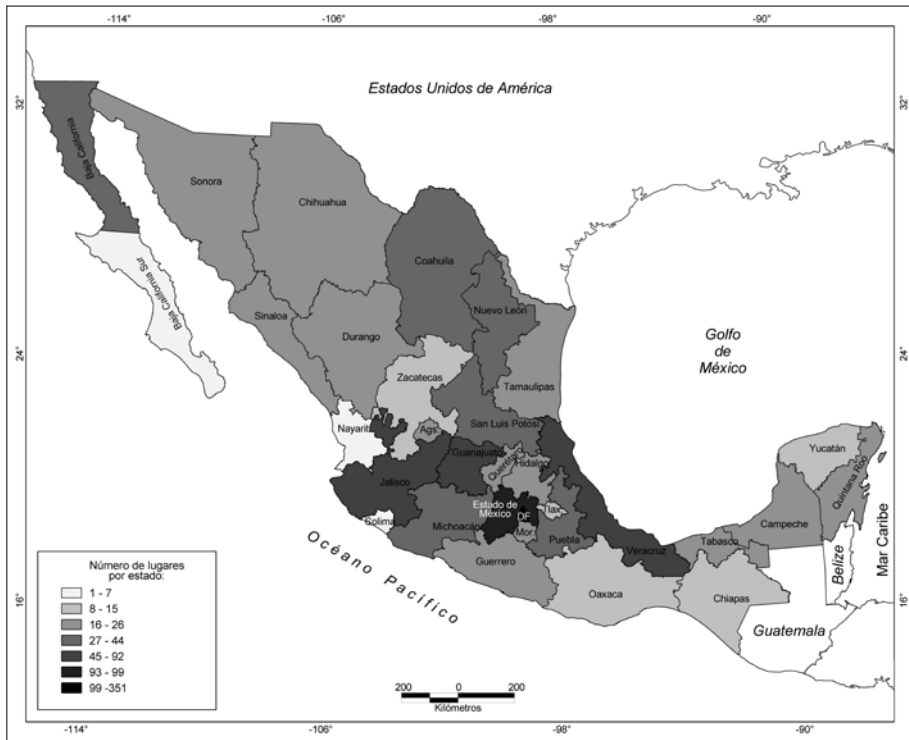 -114°
-106°
-98°
-90°
32°
32°
Estados Unidos de América
Baja California
Sonora
Chihuahua
Coahuila
Baja California Sur
Nuevo León
Sinaloa
Durango
24°
24°
Golfo
de
México
Zacatecas
Tamaulipas
Nayarit
Ags.
San Luis Potosí
Yucatán
Guanajuato
Querétaro
Hidalgo
Quintana Roo
Jalisco
Estado de
México
DF
Tlax.
Colima
Michoacán
Mor.
Puebla
Veracruz
Tabasco
Campeche
Mar Caribe
Belize
Guerrero
Océano Pacífico
Oaxaca
Chiapas
16°
16°
Guatemala
Número de lugares
por estado:
1 - 7
8 - 15
16 - 26
27 - 44
45 - 92
93 - 99
99 -351
200 0 200
Kilómetros
-114°
-106°
-98°
-90°